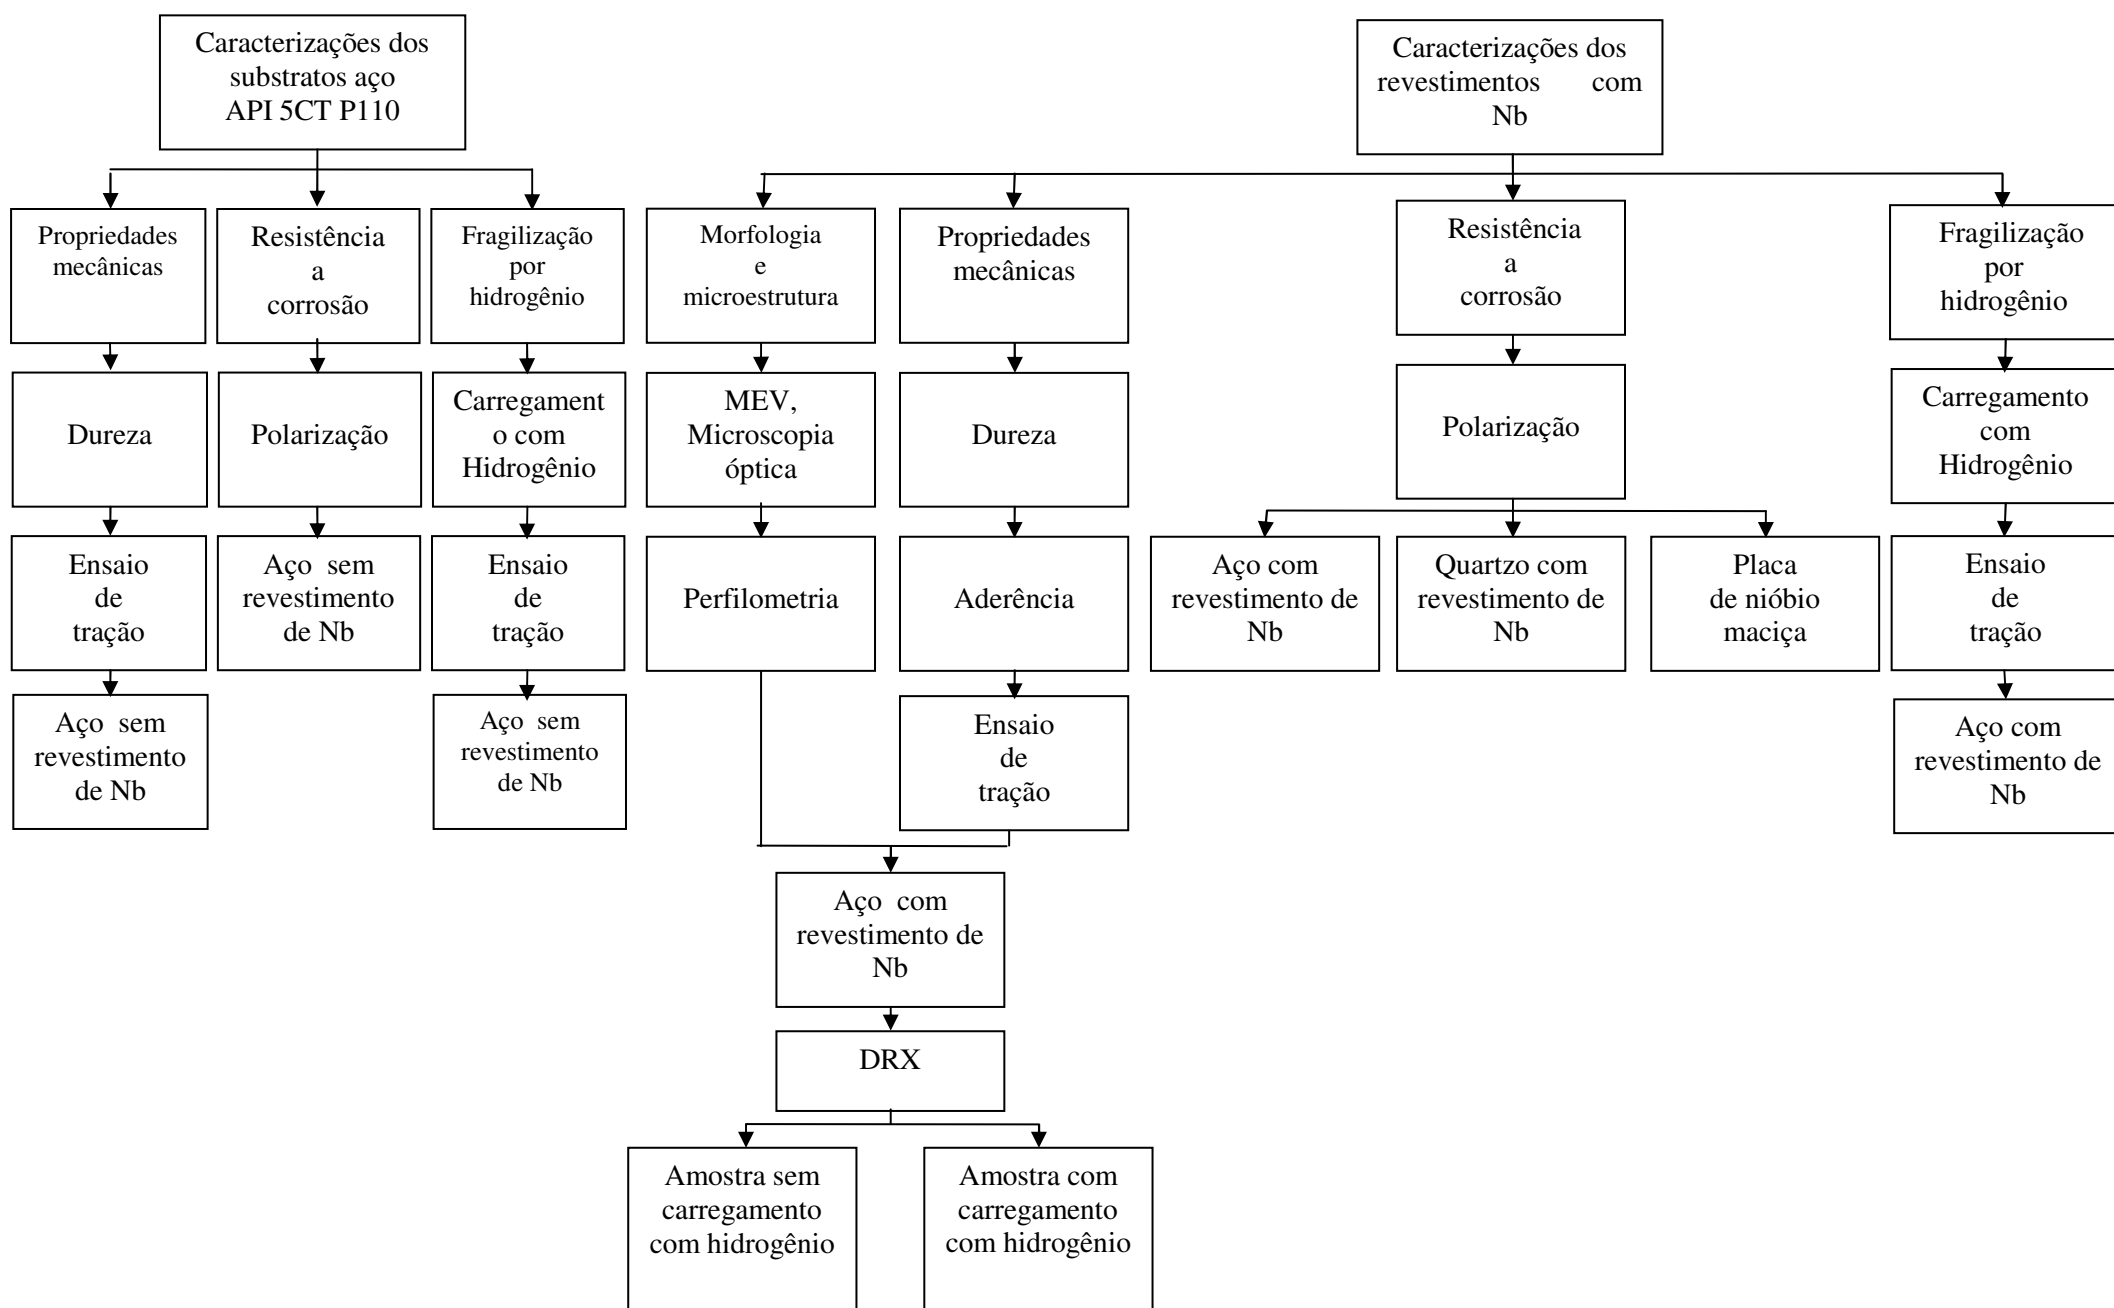 Caracterizações dos
substratos aço
API 5CT P110
Caracterizações dos
revestimentos com
Nb
Propriedades
mecânicas
Resistência
a
corrosão
Fragilização
por
hidrogênio
Morfologia
e
microestrutura
Propriedades
mecânicas
Resistência
a
corrosão
Fragilização
por
hidrogênio
Dureza
Polarização
Carregament
o com
Hidrogênio
MEV,
Microscopia
óptica
Dureza
Polarização
Carregamento
com
Hidrogênio
Ensaio
de
tração
Aço sem
revestimento
de Nb
Ensaio
de
tração
Perfilometria
Aderência
Aço com
revestimento de
Nb
Quartzo com
revestimento de
Nb
Placa
de nióbio
maciça
Ensaio
de
tração
Aço sem
revestimento
de Nb
Aço sem
revestimento
de Nb
Ensaio
de
tração
Aço com
revestimento de
Nb
Aço com
revestimento de
Nb
DRX
Amostra sem
carregamento
com hidrogênio
Amostra com
carregamento
com hidrogênio